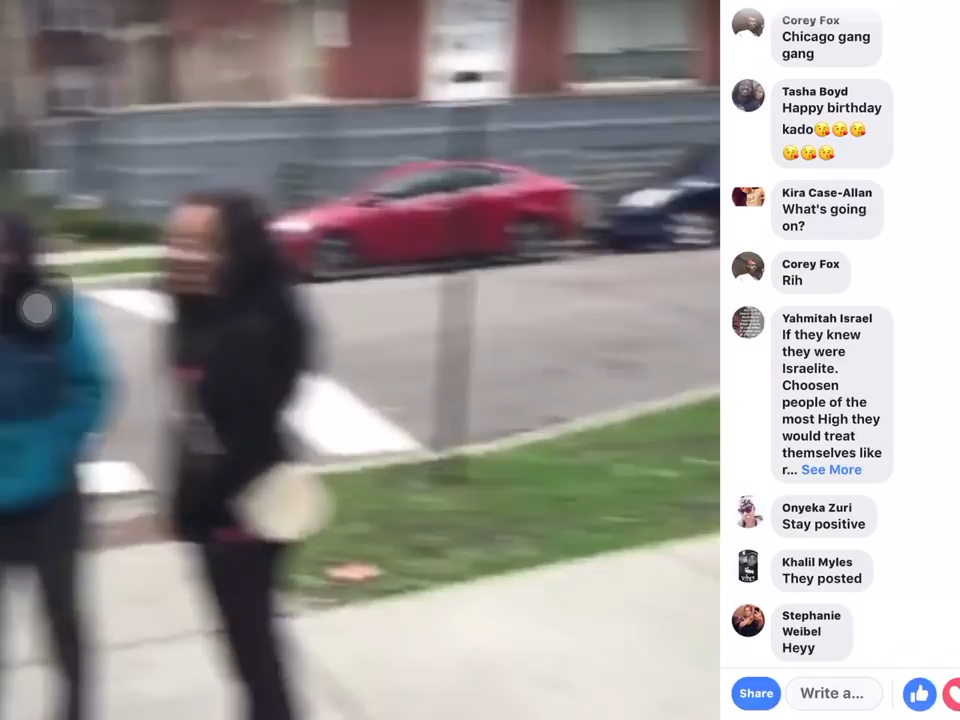 Corey Fox
Chicago gang
gang
Tasha Boyd
Happy birthday
kado😘😘😘
😘😘😘
Kira Case-Allan
What's going
on?
Corey Fox
Rih
Yahmitah Israel
If they knew
they were
Israelite.
Choosen
people of the
most High they
would treat
themselves like
r... See More
Onyeka Zuri
Stay positive
Khalil Myles
They posted
Stephanie
Weibel
Heyy
Share
Write a...